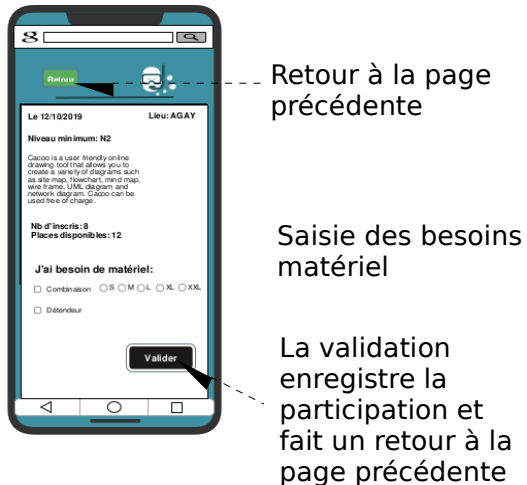 g
Retour
Retour à la page
précédente
Le 12/10/2019 Lieu: AGAY
Niveau minimum: N2
Cacoo is a user friendly online
drawing tool that allows you to
create a variety of diagrams such
as site map, flowchart, mind map,
wire frame, UML diagram and
network diagram. Cacoo can be
used free of charge.
Nb d'inscris: 8
Places disponibles: 12
Saisie des besoins
matériel
J'ai besoin de matériel:
Combinaison S M L XL XXL
Détendeur
Valider
La validation
enregistre la
participation et
fait un retour à la
page précédente